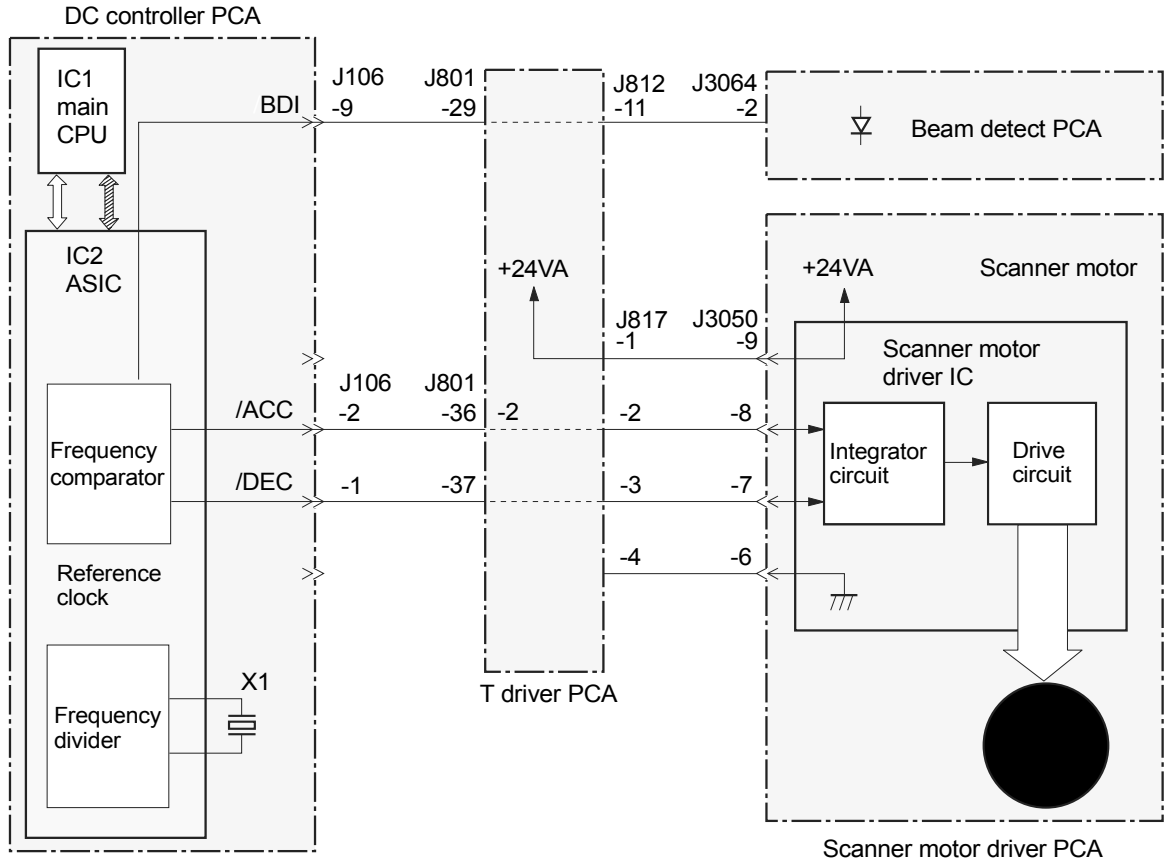 DC controller PCA
IC1
main
CPU
BDI
J106
-9
J801
-29
J812
-11
J3064
-2
Beam detect PCA
IC2
ASIC
+24VA
+24VA
Scanner motor
J817
-1
J3050
-9
Scanner motor
driver IC
J106
J801
/ACC
-2
-36
-2
-2
-8
Frequency
comparator
Integrator
circuit
Drive
circuit
/DEC
-1
-37
-3
-7
-4
-6
Reference
clock
X1
Frequency
divider
T driver PCA
Scanner motor driver PCA